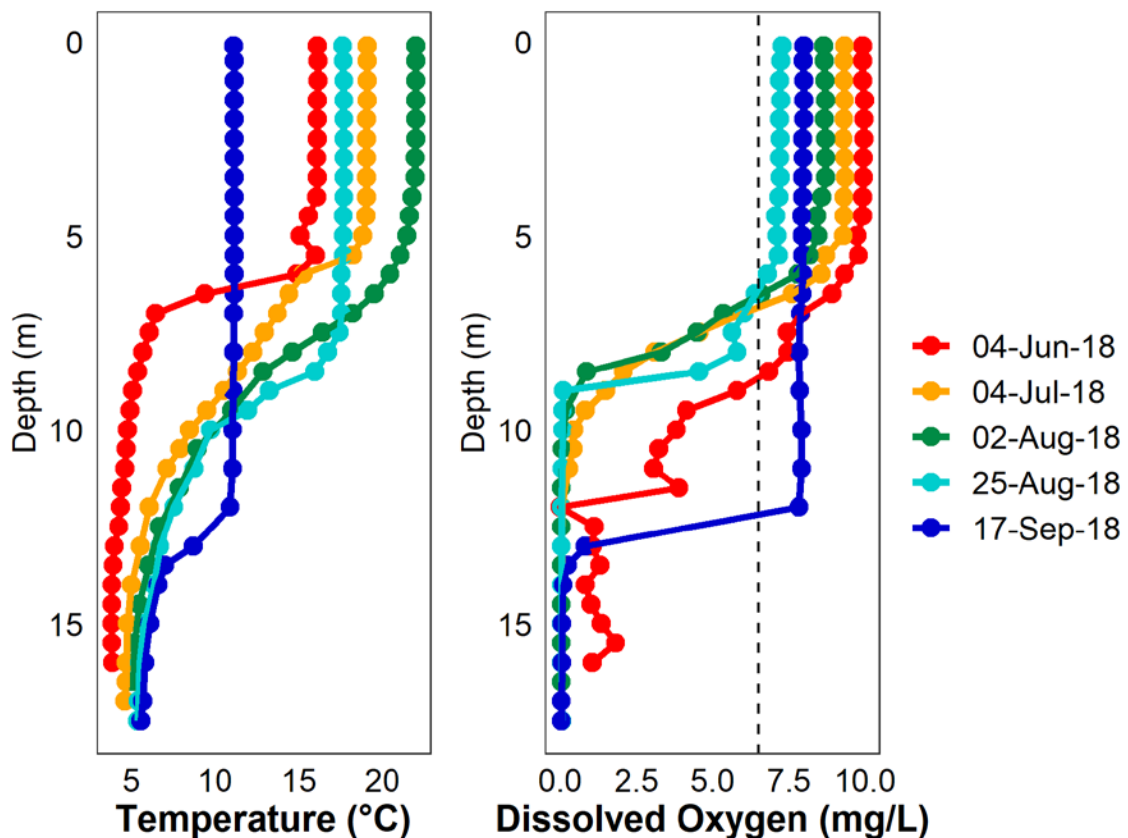 0
5
10
15
Depth (m)
5 10 15 20
Temperature (°C)
0
5
10
15
Depth (m)
0.0 2.5 5.0 7.5 10.0
Dissolved Oxygen (mg/L)
04-Jun-18
04-Jul-18
02-Aug-18
25-Aug-18
17-Sep-18